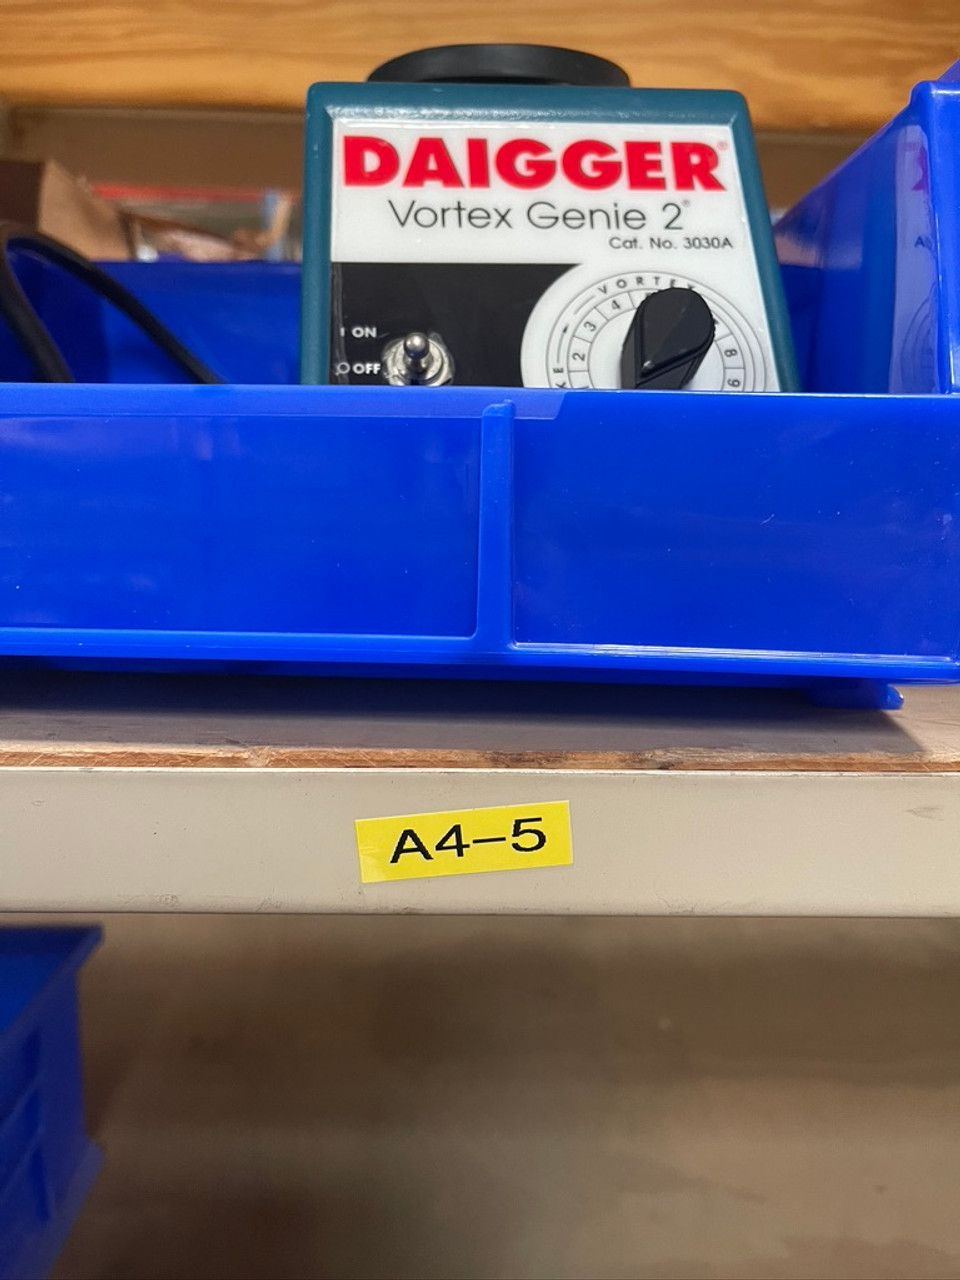 DAIGGER®
Vortex Genie 2®
Cat. No. 3030A
VORTEX
ON
OFF
2
3
4
8
9
A4-5